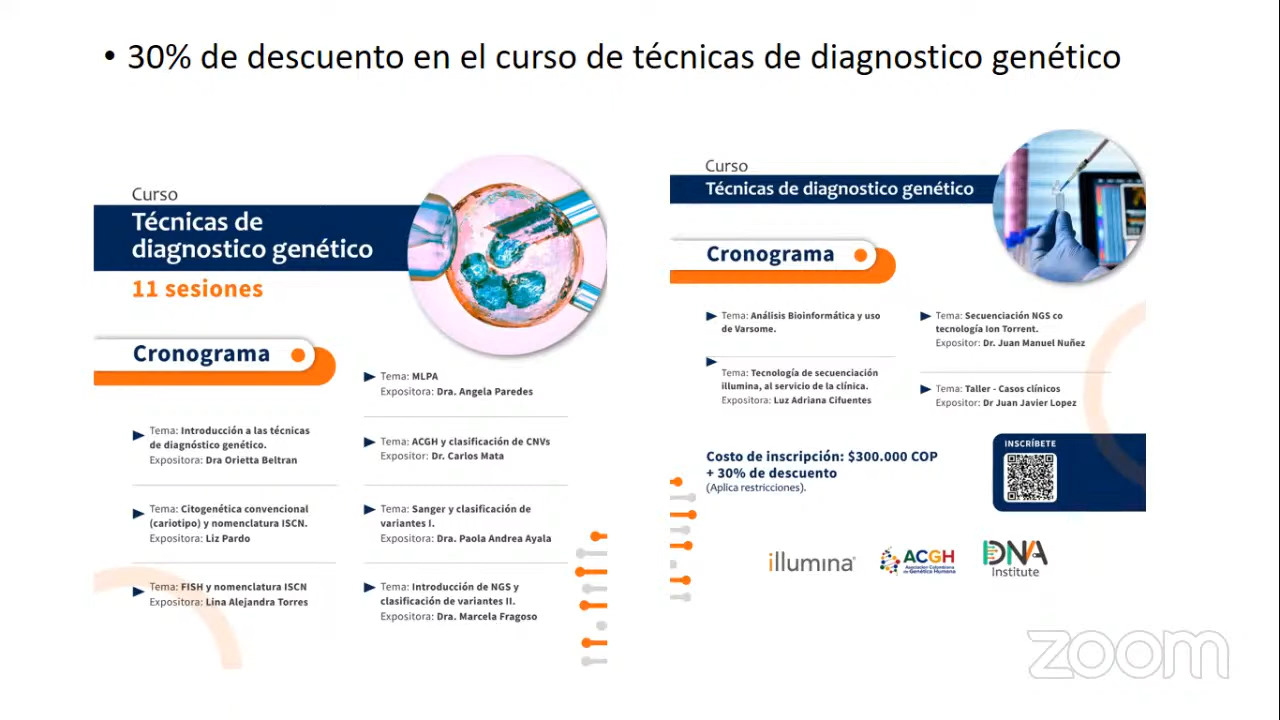 • 30% de descuento en el curso de técnicas de diagnostico genético
Curso
Técnicas de
diagnostico genético
11 sesiones
Cronograma
Tema: Introducción a las técnicas
de diagnóstico genético.
Expositora: Dra Orietta Beltran
Tema: Citogenética convencional
(cariotipo) y nomenclatura ISCN.
Expositora: Liz Pardo
Tema: FISH y nomenclatura ISCN
Expositora: Lina Alejandra Torres
Tema: MLPA
Expositora: Dra. Angela Paredes
Tema: ACGH y clasificación de CNVs
Expositor: Dr. Carlos Mata
Tema: Sanger y clasificación de
variantes I.
Expositora: Dra. Paola Andrea Ayala
Tema: Introducción de NGS y
clasificación de variantes II.
Expositora: Dra. Marcela Fragoso
Curso
Técnicas de diagnostico genético
Cronograma
Tema: Análisis Bioinformática y uso
de Varsome.
Tema: Tecnología de secuenciación
illumina, al servicio de la clínica.
Expositora: Luz Adriana Cifuentes
Tema: Secuenciación NGS co
tecnología Ion Torrent.
Expositor: Dr. Juan Manuel Nuñez
Tema: Taller - Casos clínicos
Expositor: Dr Juan Javier Lopez
Costo de inscripción: $300.000 COP
+ 30% de descuento
(Aplica restricciones).
INSCRÍBETE
illumina®
ACGH
Asociación Colombiana
de Genética Humana
DNA
Institute
zoom